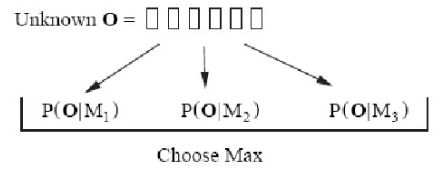 Unknown O = ▯▯▯▯▯▯
P(O|M₁) P(O|M₂) P(O|M₃)
Choose Max